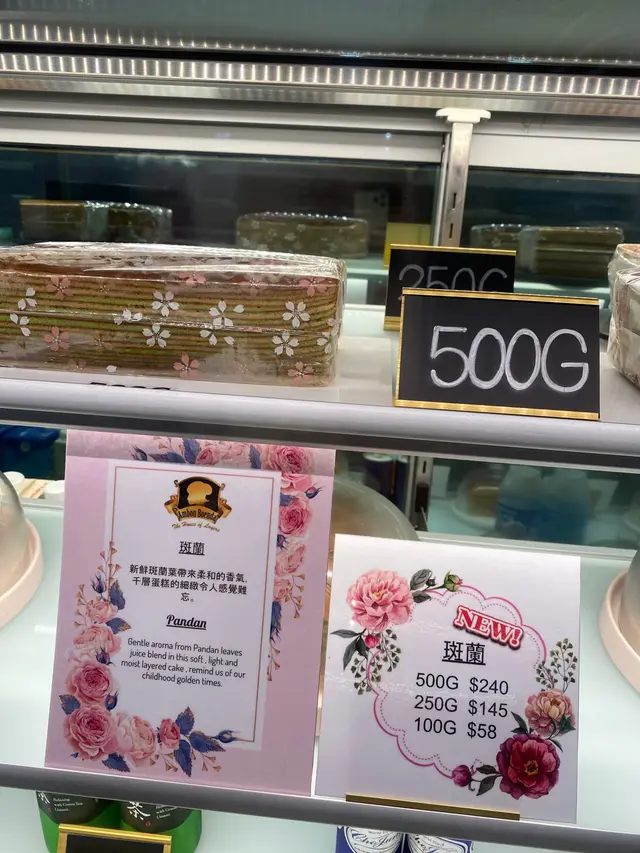 250G
500G
Ambon Boenda
The House of Layers
斑蘭
新鮮斑蘭葉帶來柔和的香氣,
千層蛋糕的細緻令人感覺難
忘。
Pandan
Gentle aroma from Pandan leaves
juice blend in this soft , light and
moist layered cake , remind us of our
childhood golden times.
NEW!
斑蘭
500G $240
250G $145
100G $58
茶